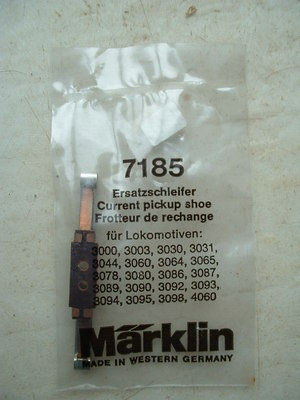 7185
Ersatzschleifer
Current pickup shoe
Frotteur de rechange
für Lokomotiven:
3000, 3003, 3030, 3031,
3044, 3060, 3064, 3065,
3078, 3080, 3086, 3087,
3089, 3090, 3092, 3093,
3094, 3095, 3098, 4060
Märklin
MADE IN WESTERN GERMANY